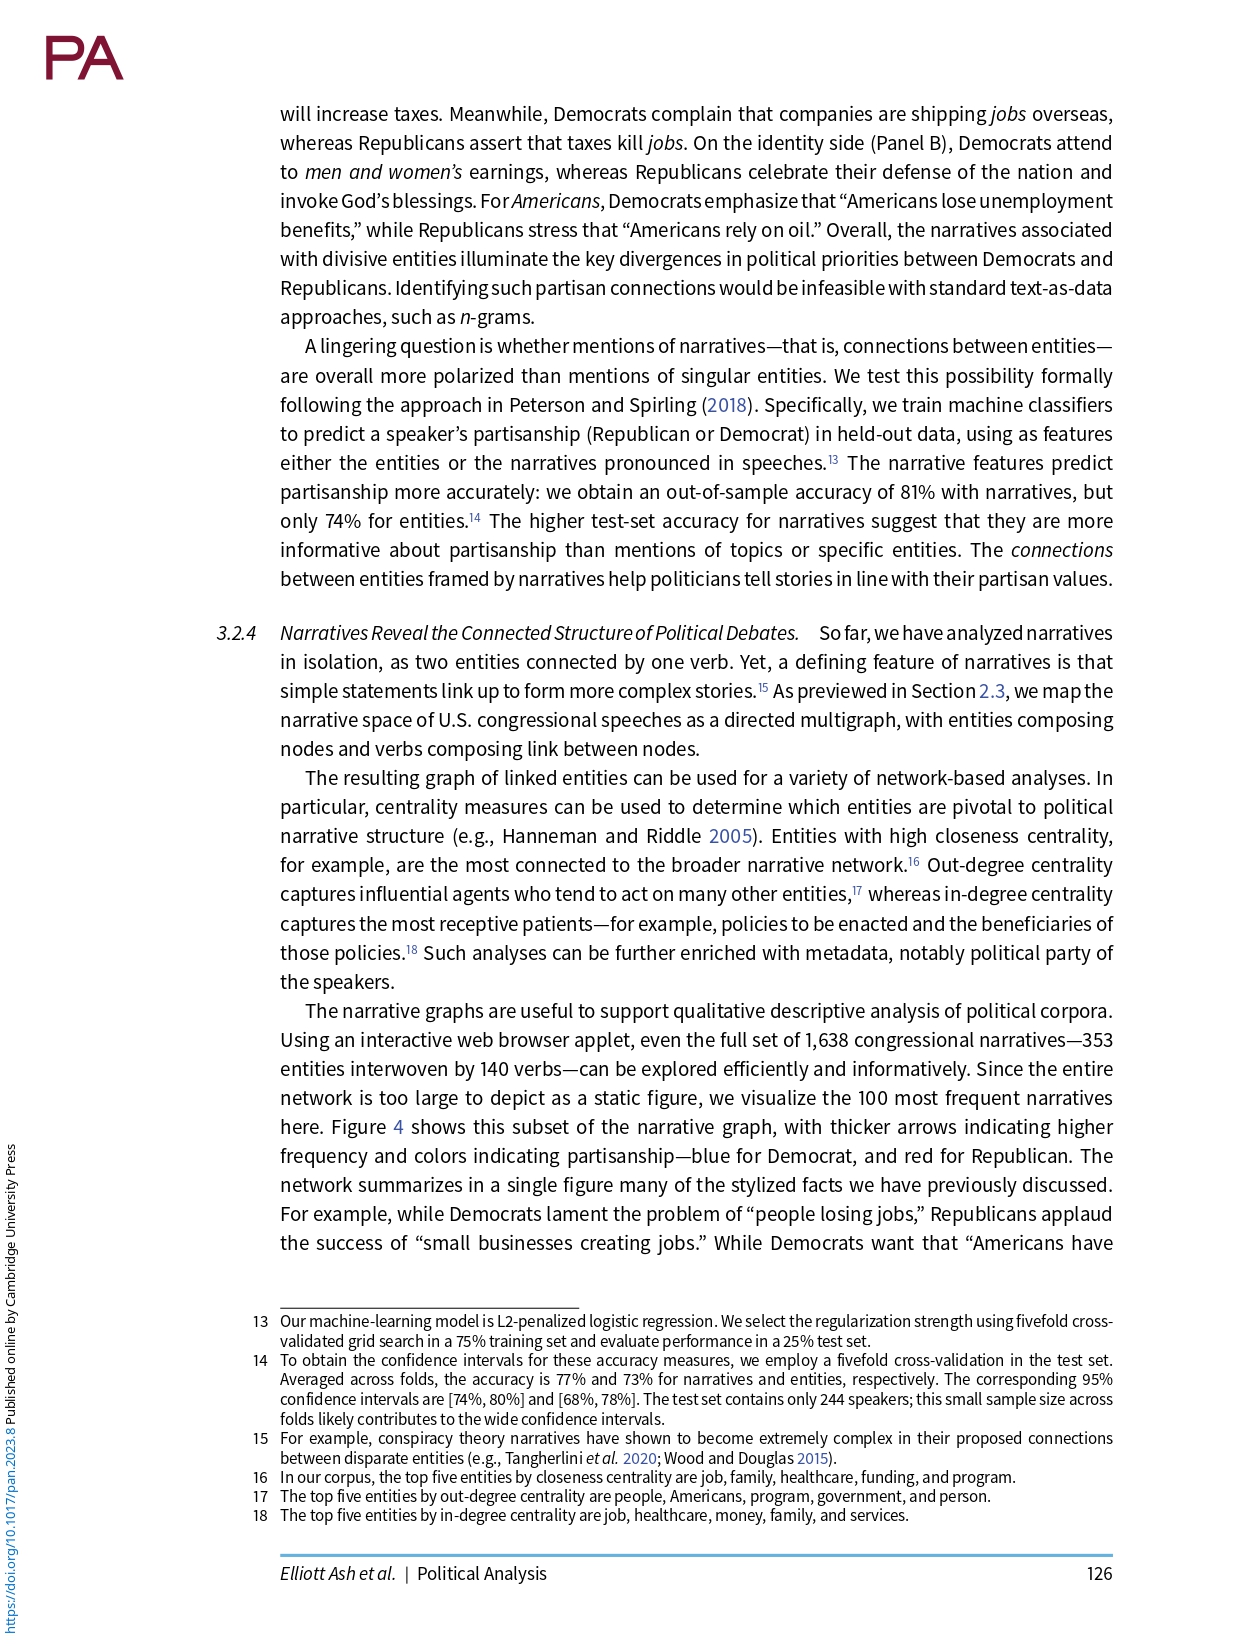 PA
will increase taxes. Meanwhile, Democrats complain that companies are shipping jobs overseas,
whereas Republicans assert that taxes kill jobs. On the identity side (Panel B), Democrats attend
to men and women’s earnings, whereas Republicans celebrate their defense of the nation and
invoke God’s blessings. For Americans, Democrats emphasize that “Americans lose unemployment
benefits,” while Republicans stress that “Americans rely on oil.” Overall, the narratives associated
with divisive entities illuminate the key divergences in political priorities between Democrats and
Republicans. Identifying such partisan connections would be infeasible with standard text-as-data
approaches, such as n-grams.
A lingering question is whether mentions of narratives—that is, connections between entities—
are overall more polarized than mentions of singular entities. We test this possibility formally
following the approach in Peterson and Spirling (2018). Specifically, we train machine classifiers
to predict a speaker’s partisanship (Republican or Democrat) in held-out data, using as features
either the entities or the narratives pronounced in speeches.13 The narrative features predict
partisanship more accurately: we obtain an out-of-sample accuracy of 81% with narratives, but
only 74% for entities.14 The higher test-set accuracy for narratives suggest that they are more
informative about partisanship than mentions of topics or specific entities. The connections
between entities framed by narratives help politicians tell stories in line with their partisan values.
3.2.4 Narratives Reveal the Connected Structure of Political Debates. So far, we have analyzed narratives
in isolation, as two entities connected by one verb. Yet, a defining feature of narratives is that
simple statements link up to form more complex stories.15 As previewed in Section 2.3, we map the
narrative space of U.S. congressional speeches as a directed multigraph, with entities composing
nodes and verbs composing link between nodes.
The resulting graph of linked entities can be used for a variety of network-based analyses. In
particular, centrality measures can be used to determine which entities are pivotal to political
narrative structure (e.g., Hanneman and Riddle 2005). Entities with high closeness centrality,
for example, are the most connected to the broader narrative network.16 Out-degree centrality
captures influential agents who tend to act on many other entities,17 whereas in-degree centrality
captures the most receptive patients—for example, policies to be enacted and the beneficiaries of
those policies.18 Such analyses can be further enriched with metadata, notably political party of
the speakers.
The narrative graphs are useful to support qualitative descriptive analysis of political corpora.
Using an interactive web browser applet, even the full set of 1,638 congressional narratives—353
entities interwoven by 140 verbs—can be explored efficiently and informatively. Since the entire
network is too large to depict as a static figure, we visualize the 100 most frequent narratives
here. Figure 4 shows this subset of the narrative graph, with thicker arrows indicating higher
frequency and colors indicating partisanship—blue for Democrat, and red for Republican. The
network summarizes in a single figure many of the stylized facts we have previously discussed.
For example, while Democrats lament the problem of “people losing jobs,” Republicans applaud
the success of “small businesses creating jobs.” While Democrats want that “Americans have
13 Our machine-learning model is L2-penalized logistic regression. We select the regularization strength using fivefold cross-
validated grid search in a 75% training set and evaluate performance in a 25% test set.
14 To obtain the confidence intervals for these accuracy measures, we employ a fivefold cross-validation in the test set.
Averaged across folds, the accuracy is 77% and 73% for narratives and entities, respectively. The corresponding 95%
confidence intervals are [74%, 80%] and [68%, 78%]. The test set contains only 244 speakers; this small sample size across
folds likely contributes to the wide confidence intervals.
15 For example, conspiracy theory narratives have shown to become extremely complex in their proposed connections
between disparate entities (e.g., Tangherlini et al. 2020; Wood and Douglas 2015).
16 In our corpus, the top five entities by closeness centrality are job, family, healthcare, funding, and program.
17 The top five entities by out-degree centrality are people, Americans, program, government, and person.
18 The top five entities by in-degree centrality are job, healthcare, money, family, and services.
Elliott Ash et al. | Political Analysis 126
https://doi.org/10.1017/pan.2023.8 Published online by Cambridge University Press